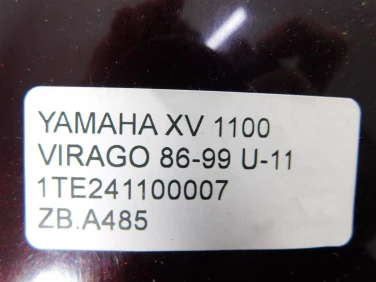 YAMAHA XV 1100
VIRAGO 86-99 U-11
1TE241100007
ZB.A485